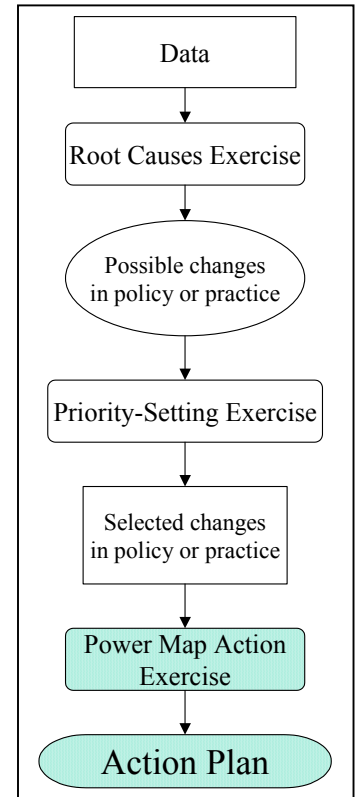 Data
Root Causes Exercise
Possible changes
in policy or practice
Priority-Setting Exercise
Selected changes
in policy or practice
Power Map Action
Exercise
Action Plan